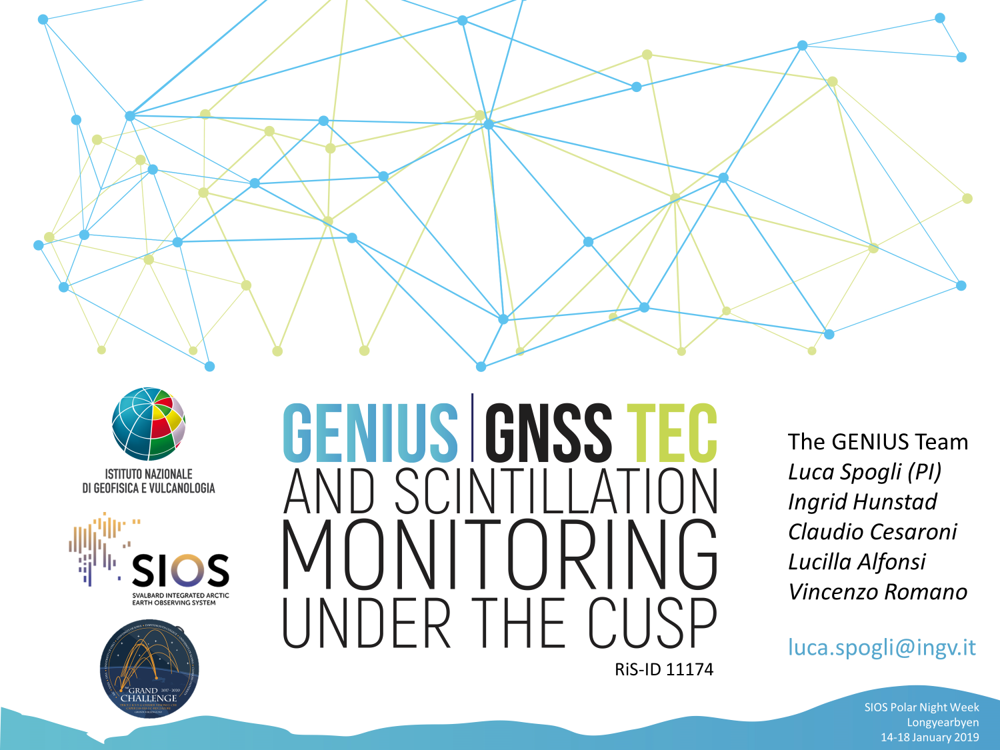 ISTITUTO NAZIONALE
DI GEOFISICA E VULCANOLOGIA
SIOS
SVALBARD INTEGRATED ARCTIC
EARTH OBSERVING SYSTEM
GRAND 2017 - 2020
CHALLENGE
GENIUS GNSS TEC
AND SCINTILLATION
MONITORING
UNDER THE CUSP
RiS-ID 11174
The GENIUS Team
Luca Spogli (PI)
Ingrid Hunstad
Claudio Cesaroni
Lucilla Alfonsi
Vincenzo Romano
luca.spogli@ingv.it
SIOS Polar Night Week
Longyearbyen
14-18 January 2019